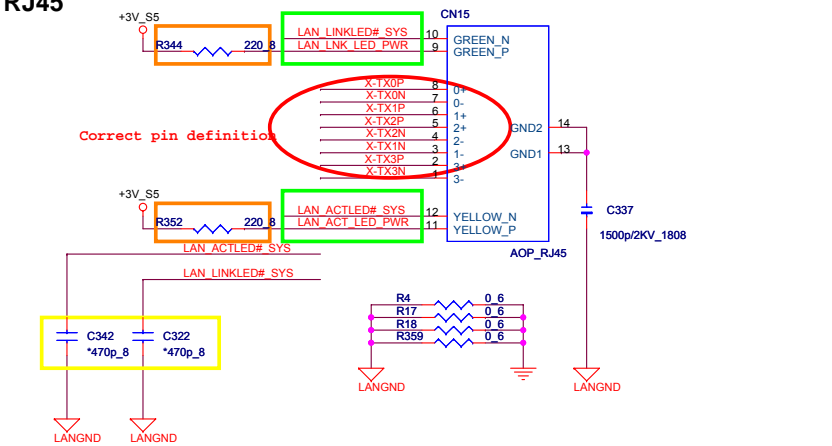 RJ45
+3V_S5
CN15
R344 220_8
LAN_LINKLED#_SYS 10 GREEN_N
LAN_LNK_LED_PWR 9 GREEN_P
X-TX0P 8 0+
X-TX0N 7 0-
X-TX1P 6 1+
X-TX2P 5 2+
X-TX2N 4 2-
X-TX1N 3 1-
X-TX3P 2 3+
X-TX3N 1 3-
Correct pin definition
GND2 14
GND1 13
+3V_S5
R352 220_8
LAN_ACTLED#_SYS 12 YELLOW_N
LAN_ACT_LED_PWR 11 YELLOW_P
AOP_RJ45
C337
1500p/2KV_1808
LAN_ACTLED#_SYS
LAN_LINKLED#_SYS
C342
*470p_8
C322
*470p_8
R4 0_6
R17 0_6
R18 0_6
R359 0_6
LANGND
LANGND
LANGND
LANGND